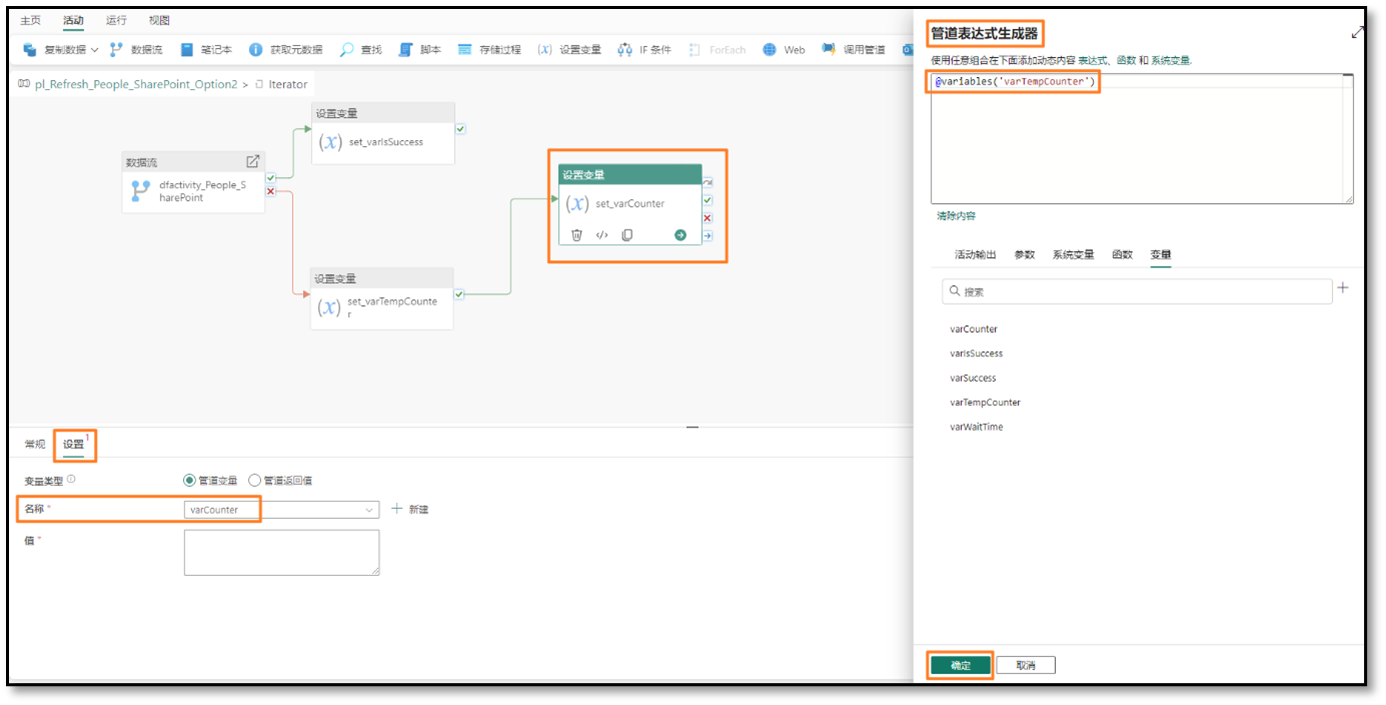 主页 活动 运行 视图
复制数据 数据流 笔记本 获取元数据 查找 脚本 存储过程 (x) 设置变量 IF 条件 ForEach Web 调用管道
pl_Refresh_People_SharePoint_Option2 > Iterator
设置变量
(x) set_varIsSuccess
数据流
dfactivity_People_S
harePoint
设置变量
(x) set_varCounter
设置变量
(x) set_varTempCounte
r
常规 设置 1
变量类型 管道变量 管道返回值
名称 * varCounter 新建
值 *
管道表达式生成器
使用任意组合在下面添加动态内容 表达式、函数 和 系统变量.
@variables('varTempCounter')
清除内容
活动输出 参数 系统变量 函数 变量
搜索
varCounter
varIsSuccess
varSuccess
varTempCounter
varWaitTime
确定 取消